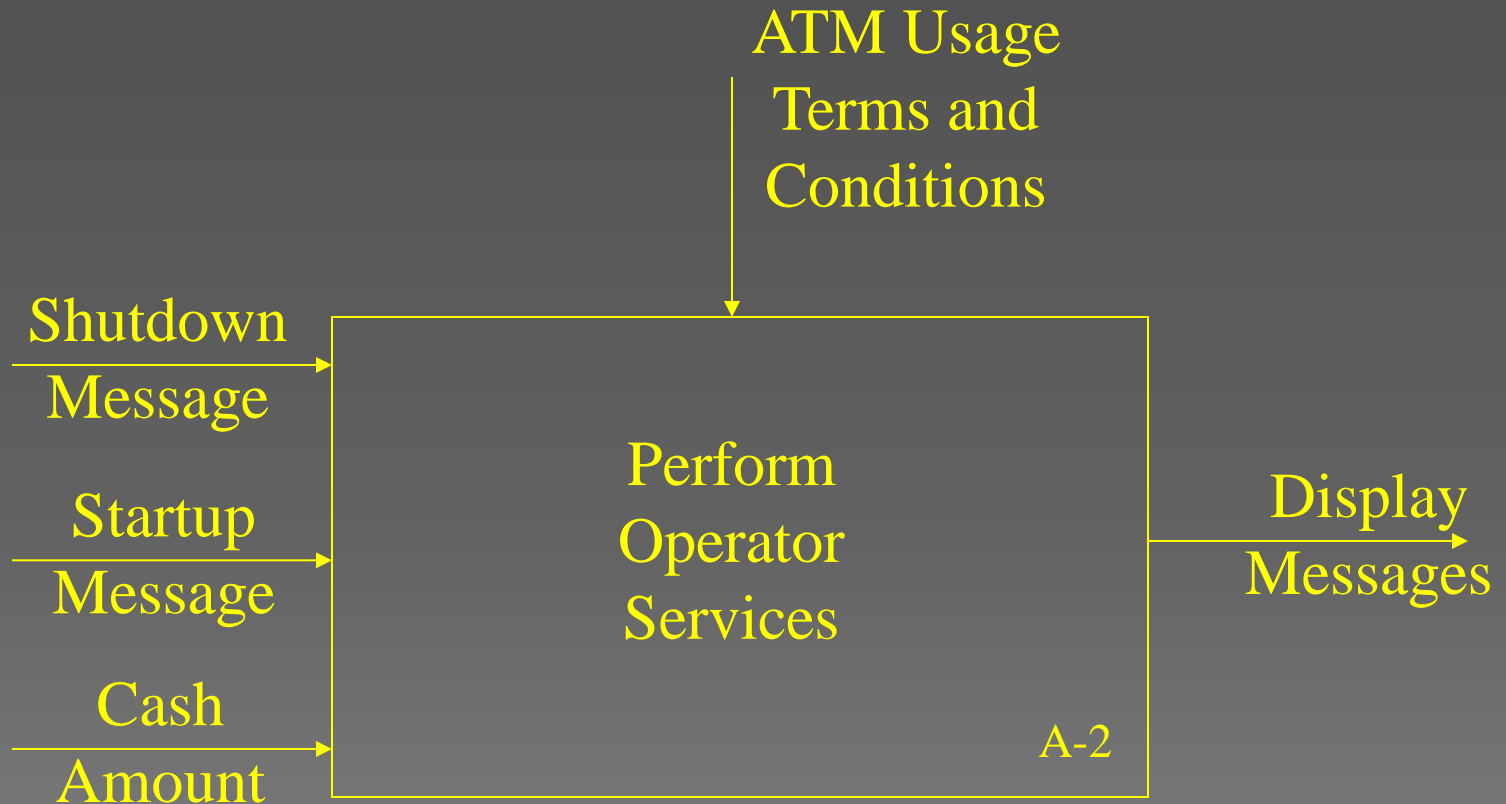 ATM Usage
Terms and
Conditions
Shutdown
Message
Startup
Message
Cash
Amount
Perform
Operator
Services
A-2
Display
Messages